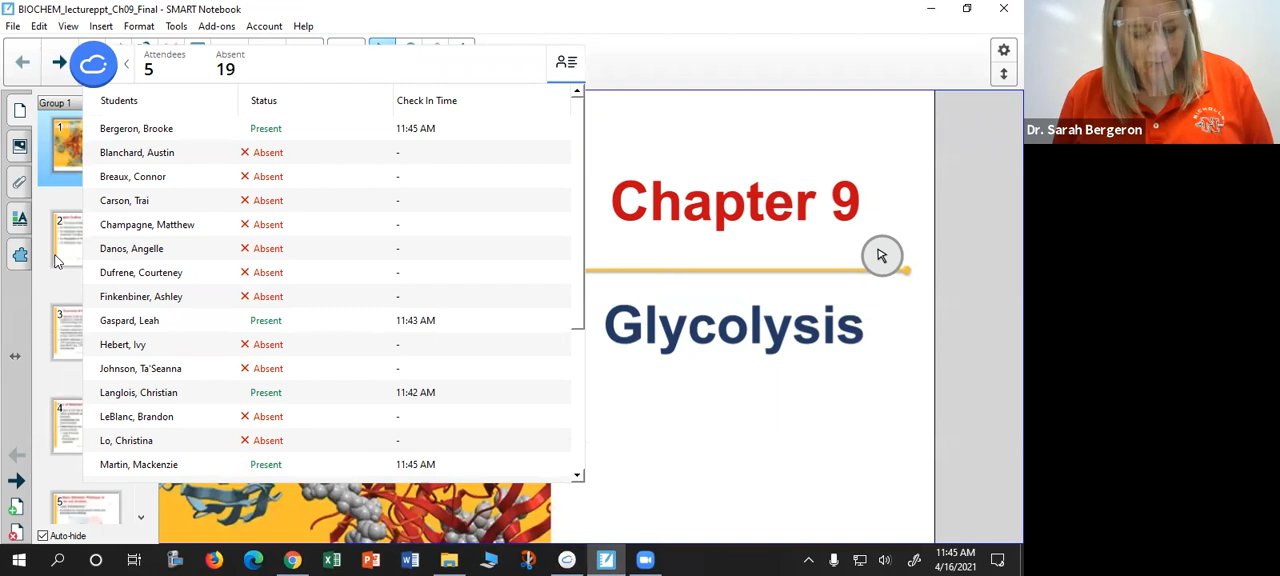 BIOCHEM_lectureppt_Ch09_Final - SMART Notebook
File Edit View Insert Format Tools Add-ons Account Help
Attendees Absent
5 19
Group 1
Students Status Check In Time
Bergeron, Brooke Present 11:45 AM
Blanchard, Austin ✕ Absent -
Breaux, Connor ✕ Absent -
Carson, Trai ✕ Absent -
Champagne, Matthew ✕ Absent -
Danos, Angelle ✕ Absent -
Dufrene, Courteney ✕ Absent -
Finkenbiner, Ashley ✕ Absent -
Gaspard, Leah Present 11:43 AM
Hebert, Ivy ✕ Absent -
Johnson, Ta'Seanna ✕ Absent -
Langlois, Christian Present 11:42 AM
LeBlanc, Brandon ✕ Absent -
Lo, Christina ✕ Absent -
Martin, Mackenzie Present 11:45 AM
1
2
3
4
5
Auto-hide
Chapter 9
Glycolysis
Dr. Sarah Bergeron
11:45 AM
4/16/2021